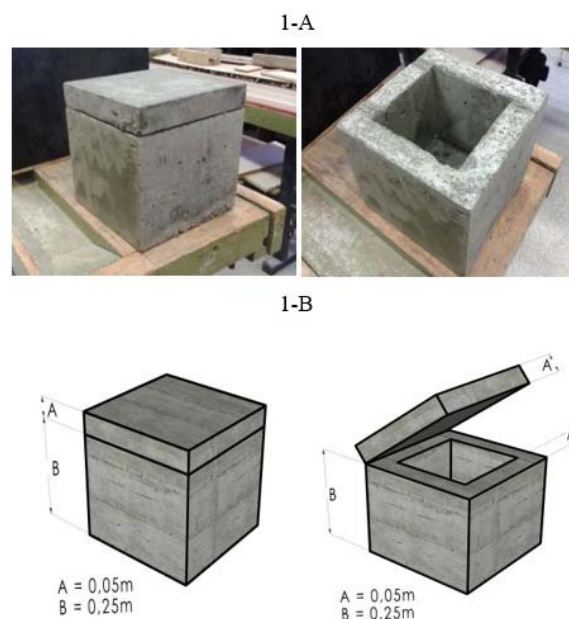 1-A
1-B
A
B
A = 0,05m
B = 0,25m
A
B
A = 0,05m
B = 0,25m